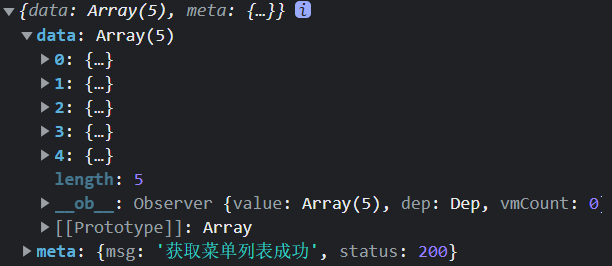 ▼{data: Array(5), meta: {…}} i
▼data: Array(5)
▶0: {…}
▶1: {…}
▶2: {…}
▶3: {…}
▶4: {…}
length: 5
▶__ob__: Observer {value: Array(5), dep: Dep, vmCount: 0}
▶[[Prototype]]: Array
▶meta: {msg: '获取菜单列表成功', status: 200}